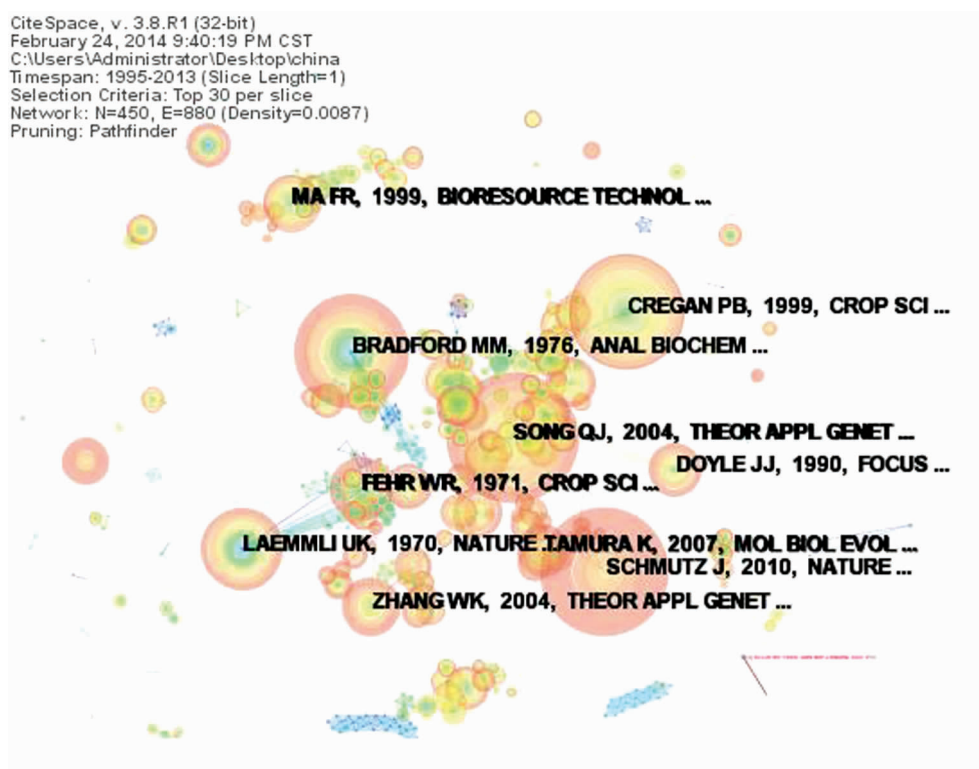 CiteSpace, v. 3.8.R1 (32-bit)
February 24, 2014 9:40:19 PM CST
C:\Users\Administrator\Desktop\china
Timespan: 1995-2013 (Slice Length=1)
Selection Criteria: Top 30 per slice
Network: N=450, E=880 (Density=0.0087)
Pruning: Pathfinder
MA FR, 1999, BIORESOURCE TECHNOL ...
CREGAN PB, 1999, CROP SCI ...
BRADFORD MM, 1976, ANAL BIOCHEM ...
SONG QJ, 2004, THEOR APPL GENET ...
DOYLE JJ, 1990, FOCUS ...
FEHR WR, 1971, CROP SCI ...
LAEMMLI UK, 1970, NATURE ... TAMURA K, 2007, MOL BIOL EVOL ...
SCHMUTZ J, 2010, NATURE ...
ZHANG WK, 2004, THEOR APPL GENET ...